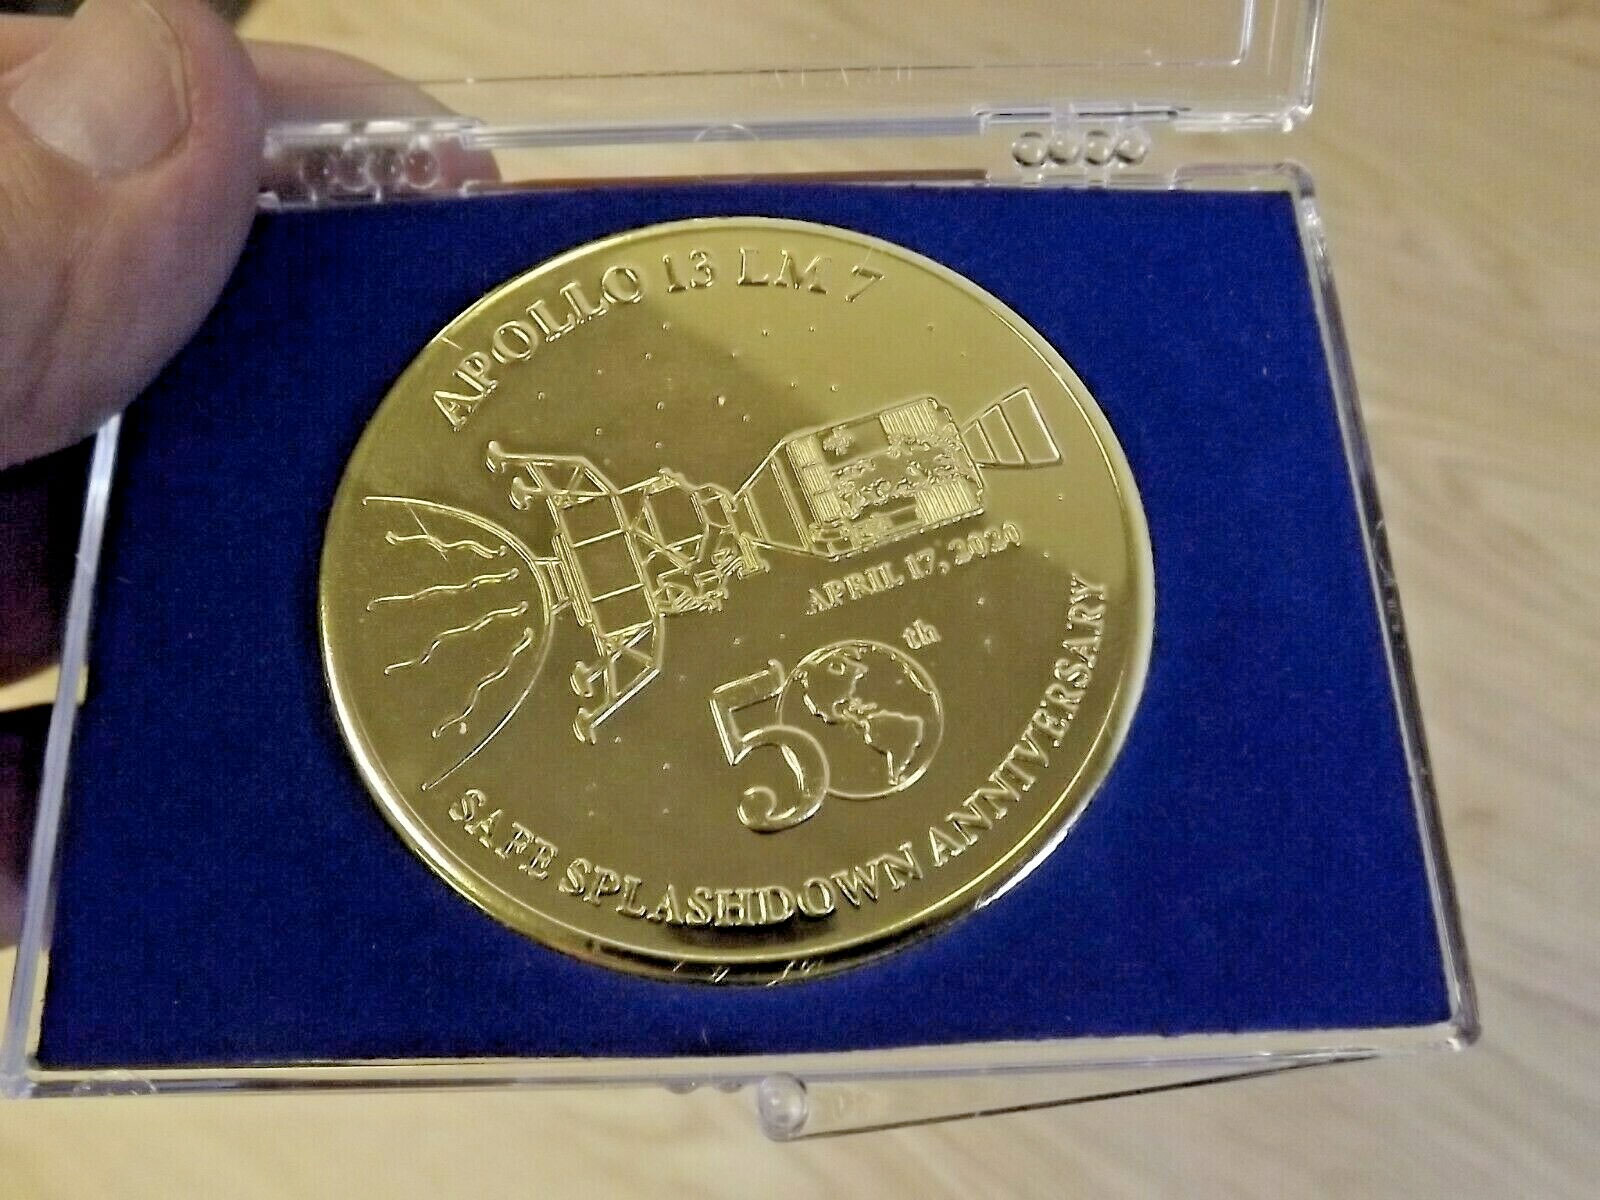 APOLLO 13 LM 7
APRIL 17, 2020
50th
SAFE SPLASHDOWN ANNIVERSARY